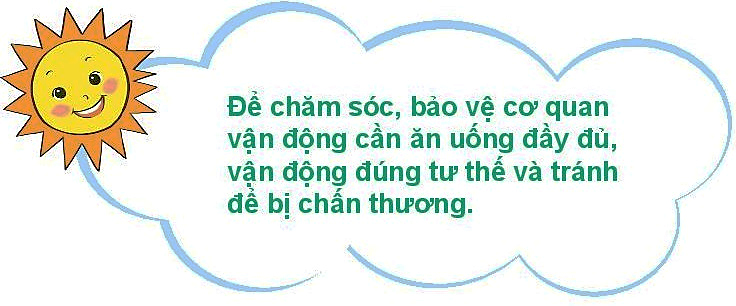 Để chăm sóc, bảo vệ cơ quan
vận động cần ăn uống đầy đủ,
vận động đúng tư thế và tránh
để bị chấn thương.